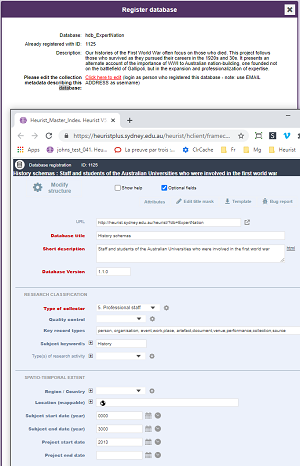 Register database
Database hdb_ExpertNation
Already registered with ID: 1125
Description: Our histories of the First World War often focus on those who died. This project follows
those who survived as they pursued their careers in the 1920s and 30s. It presents an
alternate account of the importance of WWI to Australia nation-building, one founded not
on the battlefield of Gallipoli, but in the expansion and professionalization of expertise.
Please edit the collection metadata describing this database: Click here to edit (login as person who registered this database - note: use EMAIL
ADDRESS as username)
Heurist_Master_Index. Heurist V
https://heuristplus.sydney.edu.au/heurist/hclient/framec...
Apps johns_test_041. Heu... La preuve par trois ... ClrCache Fr Mg Product
Database registration ID: 1125
History schemas : Staff and students of the Australian Universities who were involved in the first world war
Modify structure Show help Optional fields
Attributes Edit title mask Template Bug report
URL http://heurist.sydney.edu.au/heurist/?db=ExpertNation
Database title History schemas
Short description Staff and students of the Australian Universities who were involved in the first world war html
Database Version 1.1.0
RESEARCH CLASSIFICATION
Type of collector 5. Professional staff
Quality control
Key record types person, organisation, event,work,place, artefact,document,venue,performance,collection,source
Subject keywords History
Type(s) of research activity
SPATIO-TEMPORAL EXTENT
Region / Country
Location (mappable)
Subject start date (year) 0000
Subject end date (year) 3000
Project start date 2013
Project end date